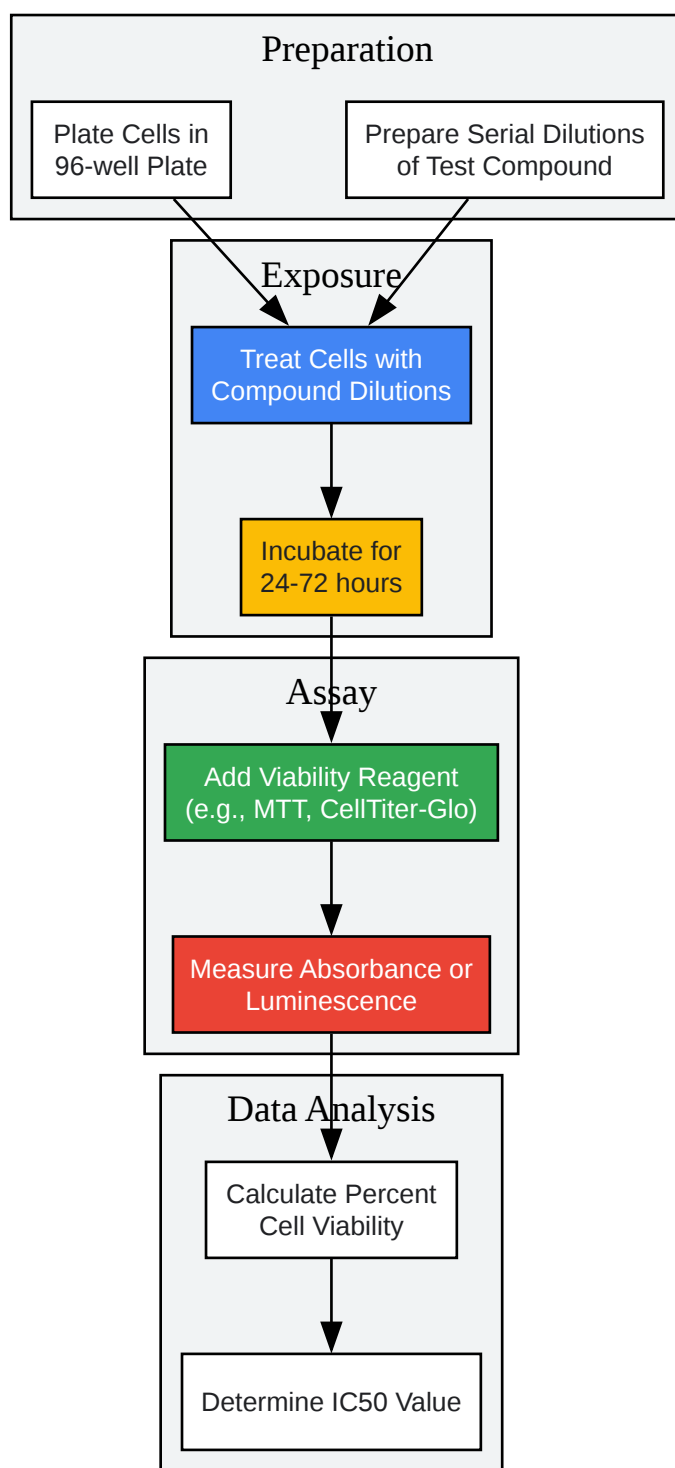 Preparation
Plate Cells in
96-well Plate
Prepare Serial Dilutions
of Test Compound
Exposure
Treat Cells with
Compound Dilutions
Incubate for
24-72 hours
Assay
Add Viability Reagent
(e.g., MTT, CellTiter-Glo)
Measure Absorbance or
Luminescence
Data Analysis
Calculate Percent
Cell Viability
Determine IC50 Value